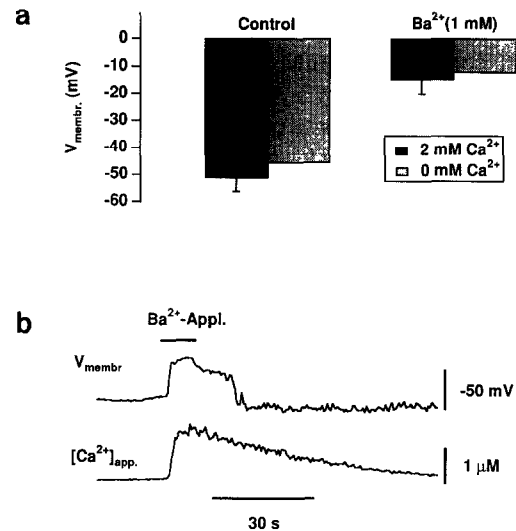 a
Control
Ba²⁺(1 mM)
V_membr. (mV)
0
-10
-20
-30
-40
-50
-60
2 mM Ca²⁺
0 mM Ca²⁺
b
Ba²⁺-Appl.
V_membr
-50 mV
[Ca²⁺]_app.
1 μM
30 s